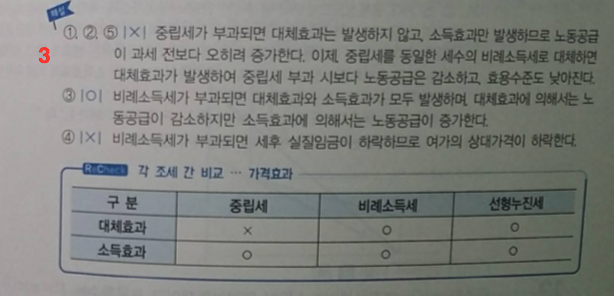 해설
①, ②, ⑤ |×| 중립세가 부과되면 대체효과는 발생하지 않고, 소득효과만 발생하므로 노동공급
3
이 과세 전보다 오히려 증가한다. 이제, 중립세를 동일한 세수의 비례소득세로 대체하면
대체효과가 발생하여 중립세 부과 시보다 노동공급은 감소하고, 효용수준도 낮아진다.
③ |○| 비례소득세가 부과되면 대체효과와 소득효과가 모두 발생하며, 대체효과에 의해서는 노
동공급이 감소하지만 소득효과에 의해서는 노동공급이 증가한다.
④ |×| 비례소득세가 부과되면 세후 실질임금이 하락하므로 여가의 상대가격이 하락한다.
ReCheck 각 조세 간 비교 … 가격효과
구 분 중립세 비례소득세 선형누진세
대체효과 × ○ ○
소득효과 ○ ○ ○